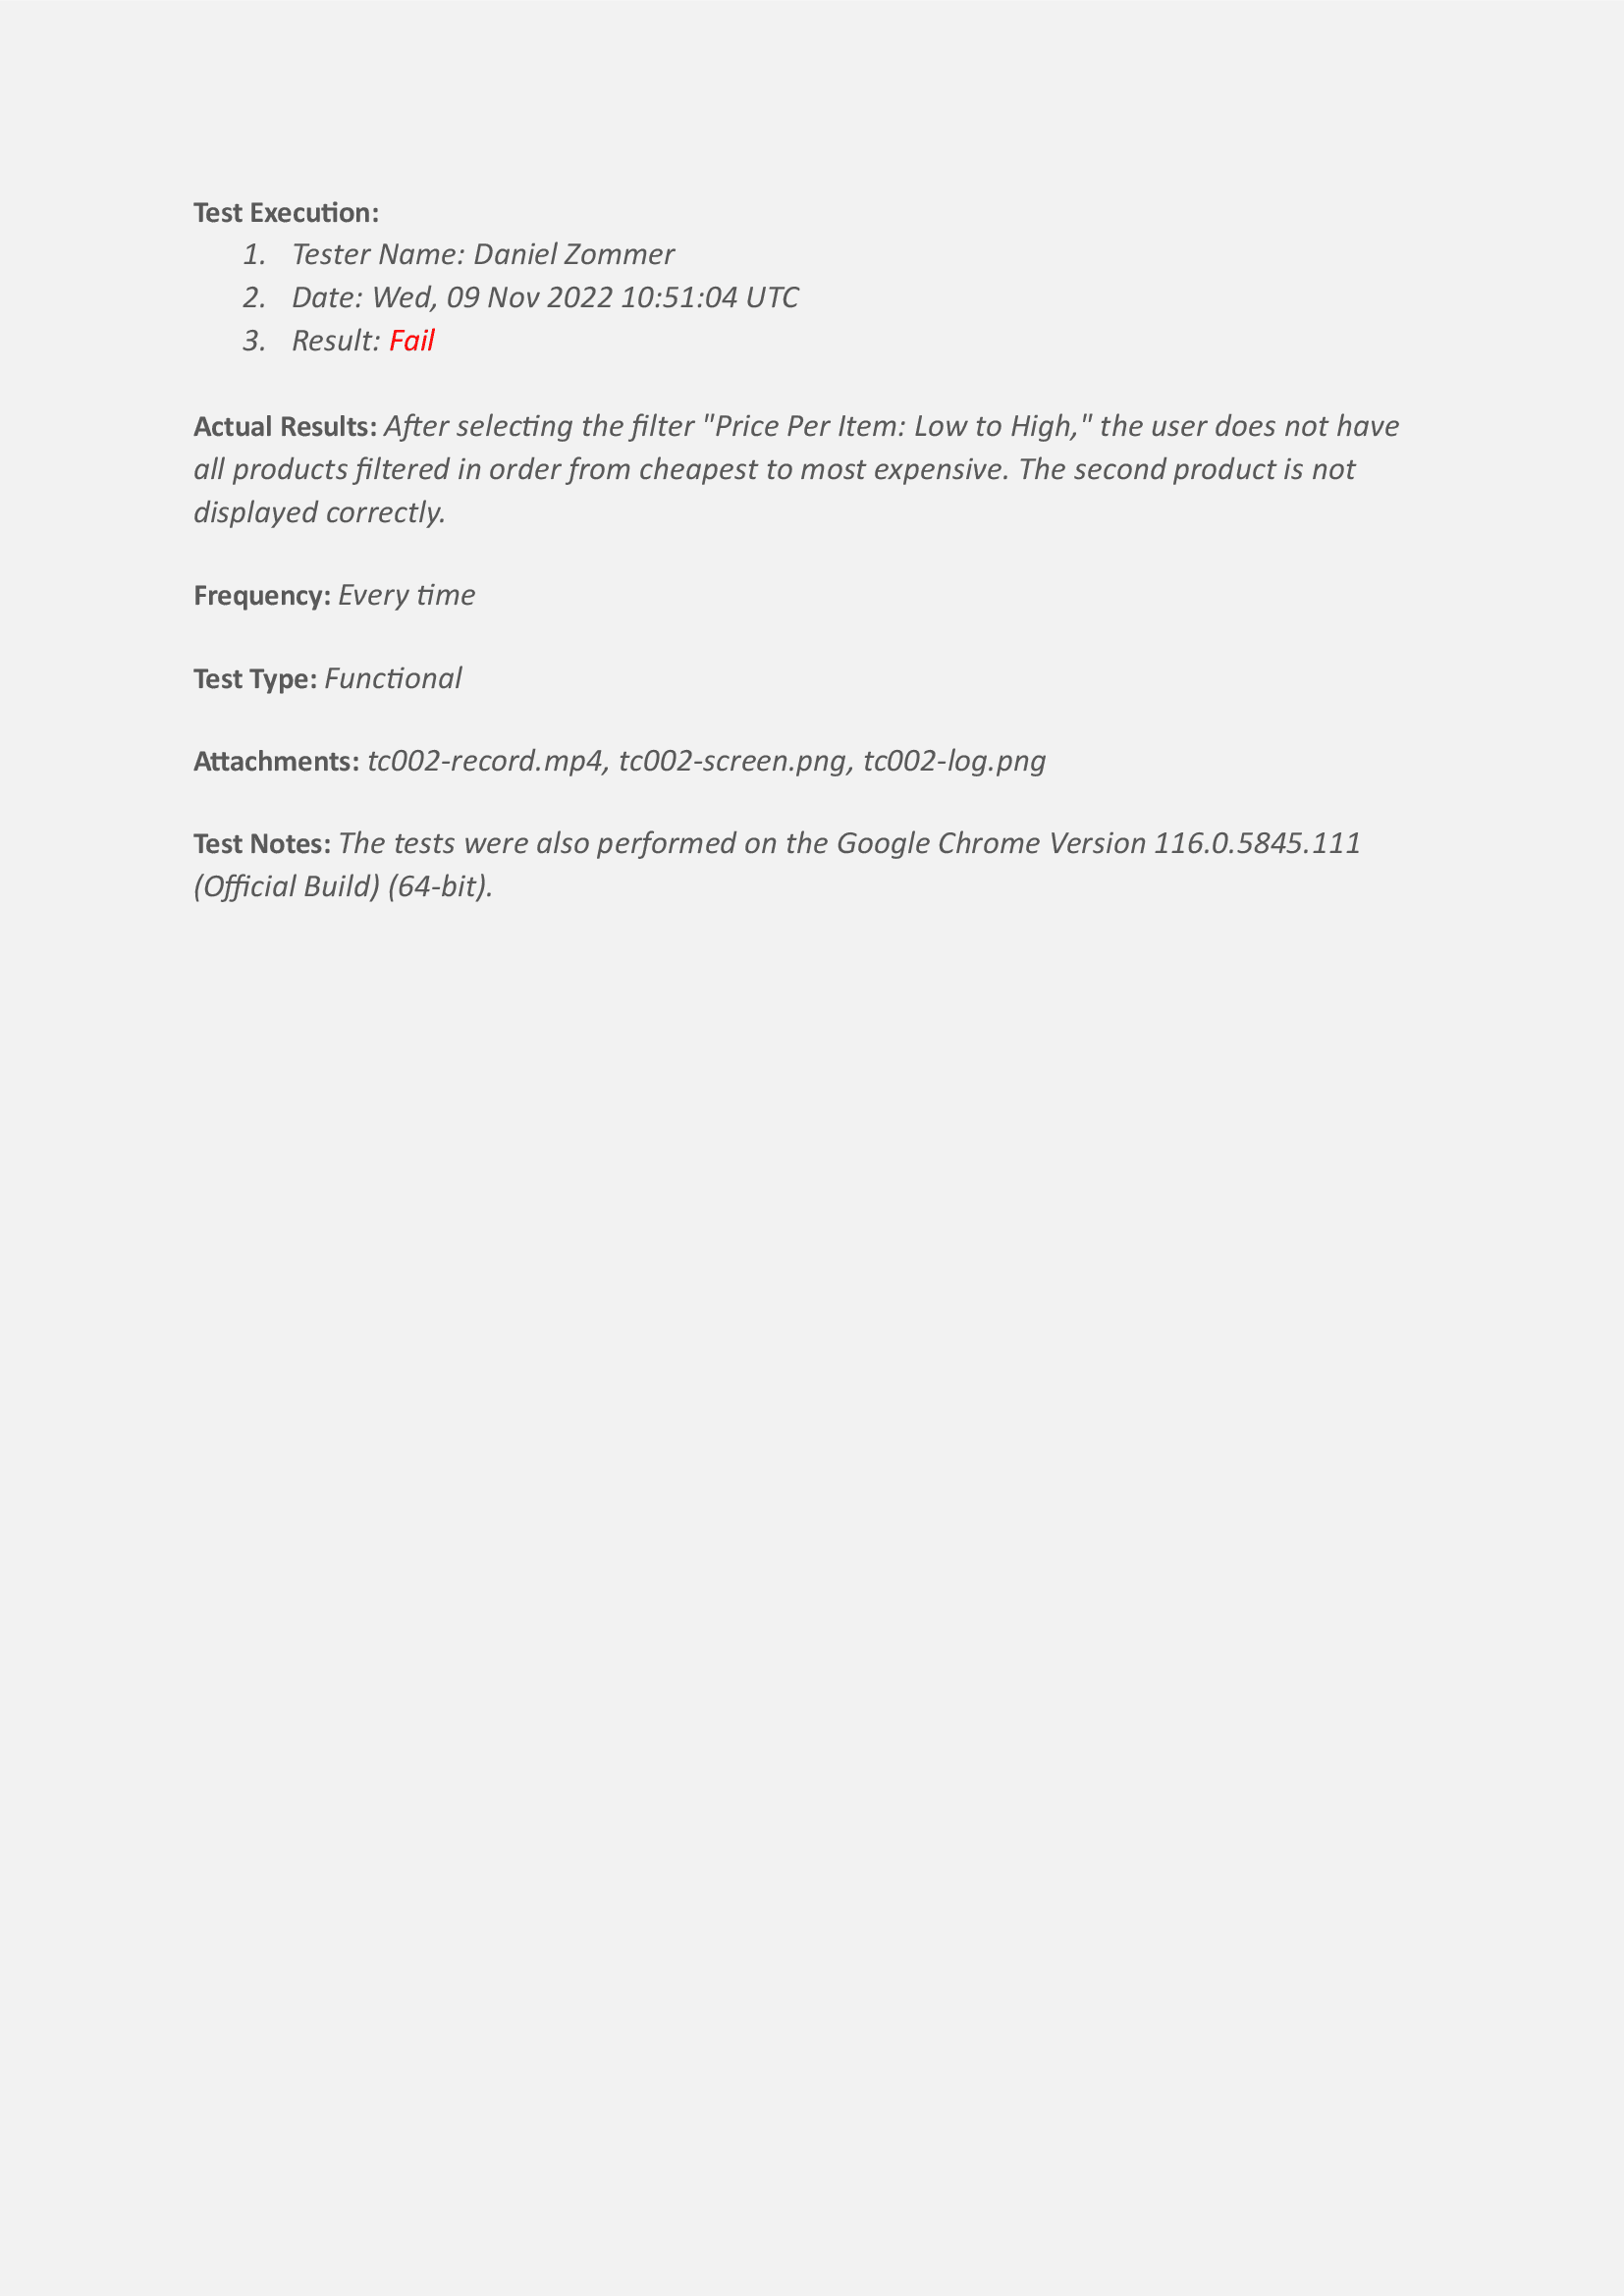 Test Execution:
1. Tester Name: Daniel Zommer
2. Date: Wed, 09 Nov 2022 10:51:04 UTC
3. Result: Fail
Actual Results: After selecting the filter "Price Per Item: Low to High," the user does not have
all products filtered in order from cheapest to most expensive. The second product is not
displayed correctly.
Frequency: Every time
Test Type: Functional
Attachments: tc002-record.mp4, tc002-screen.png, tc002-log.png
Test Notes: The tests were also performed on the Google Chrome Version 116.0.5845.111
(Official Build) (64-bit).